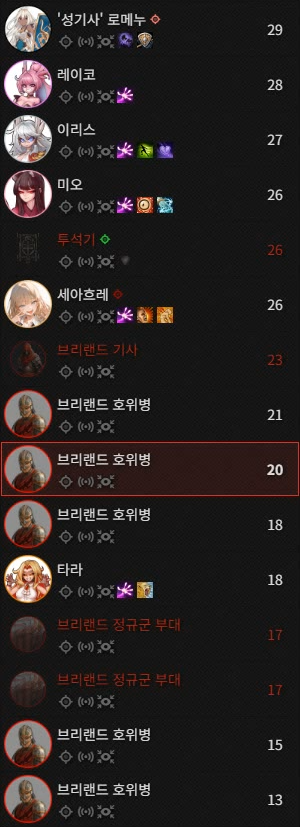 '성기사' 로메누
29
레이코
28
이리스
27
미오
26
투석기
26
세아흐레
26
브리랜드 기사
23
브리랜드 호위병
21
브리랜드 호위병
20
브리랜드 호위병
18
타라
18
브리랜드 정규군 부대
17
브리랜드 정규군 부대
17
브리랜드 호위병
15
브리랜드 호위병
13